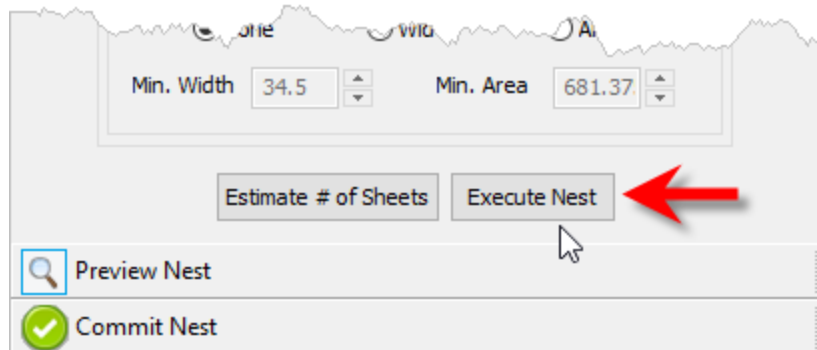 Min. Width 34.5 Min. Area 681.37
Estimate # of Sheets Execute Nest
Preview Nest
Commit Nest